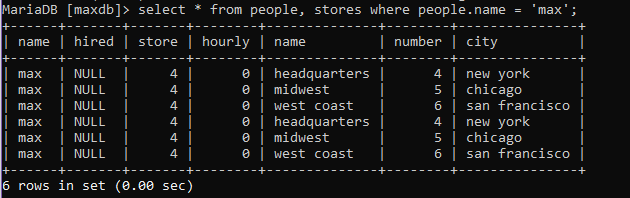 MariaDB [maxdb]> select * from people, stores where people.name = 'max';
+------+-------+-------+--------+--------------+--------+---------------+
| name | hired | store | hourly | name         | number | city          |
+------+-------+-------+--------+--------------+--------+---------------+
| max  | NULL  |     4 |      0 | headquarters |      4 | new york      |
| max  | NULL  |     4 |      0 | midwest      |      5 | chicago       |
| max  | NULL  |     4 |      0 | west coast   |      6 | san francisco |
| max  | NULL  |     4 |      0 | headquarters |      4 | new york      |
| max  | NULL  |     4 |      0 | midwest      |      5 | chicago       |
| max  | NULL  |     4 |      0 | west coast   |      6 | san francisco |
+------+-------+-------+--------+--------------+--------+---------------+
6 rows in set (0.00 sec)